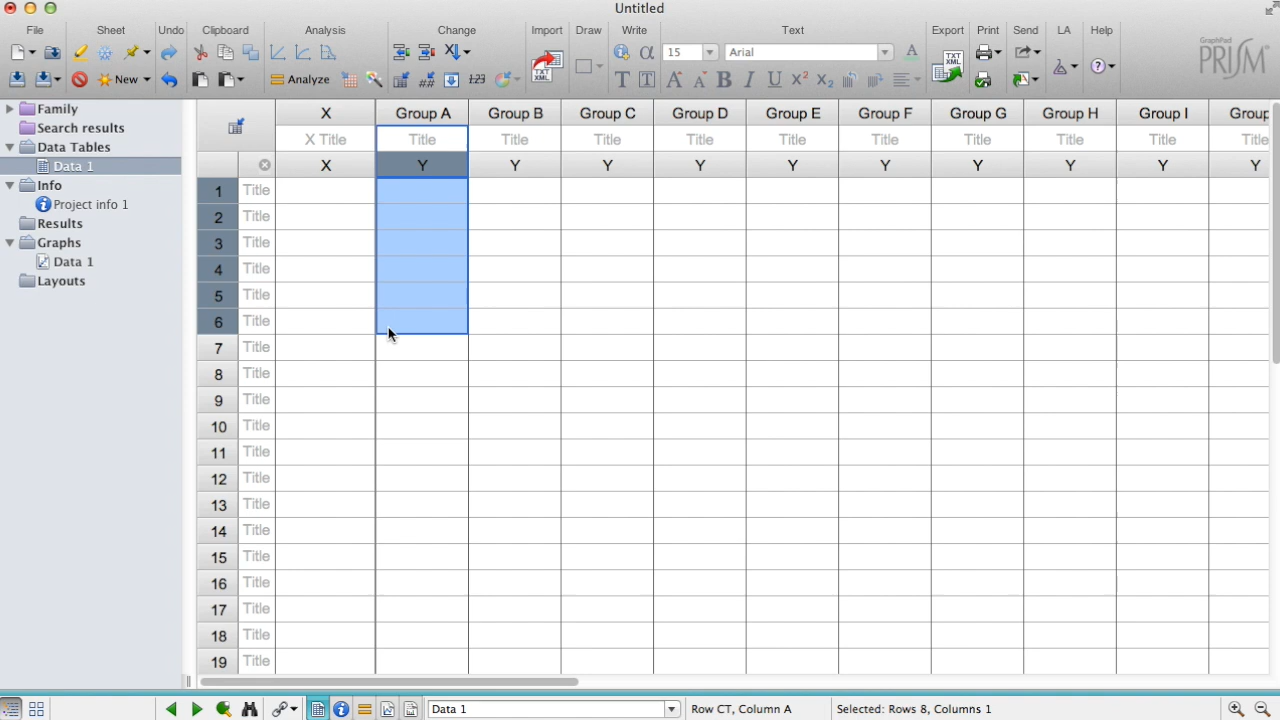 Untitled
File Sheet Undo Clipboard Analysis Change Import Draw Write Text Export Print Send LA Help
15 Arial
GraphPad PRISM
New Analyze 123
Family X Group A Group B Group C Group D Group E Group F Group G Group H Group I Group
Search results X Title Title Title Title Title Title Title Title Title Title Title
Data Tables
Data 1 X Y Y Y Y Y Y Y Y Y Y
Info 1 Title
Project info 1 2 Title
Results 3 Title
Graphs
Data 1 4 Title
Layouts 5 Title
6 Title
7 Title
8 Title
9 Title
10 Title
11 Title
12 Title
13 Title
14 Title
15 Title
16 Title
17 Title
18 Title
19 Title
Data 1 Row CT, Column A Selected: Rows 8, Columns 1